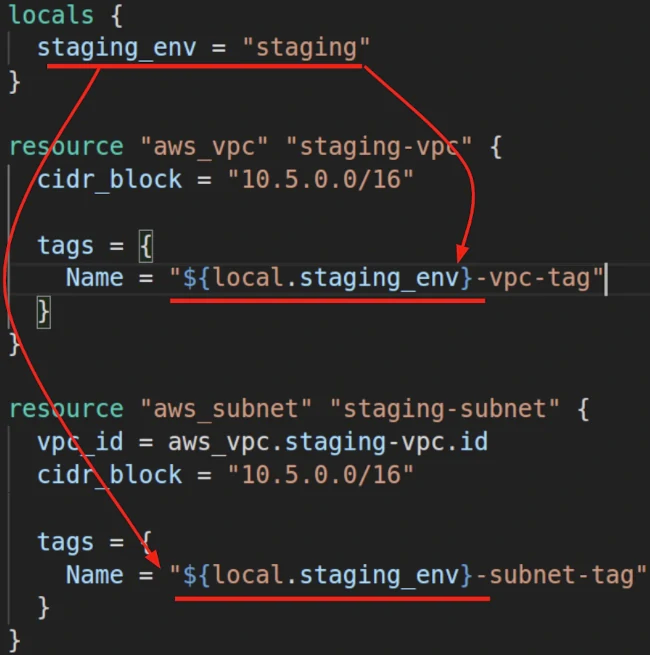 locals {
staging_env = "staging"
}
resource "aws_vpc" "staging-vpc" {
cidr_block = "10.5.0.0/16"
tags = {
Name = "${local.staging_env}-vpc-tag"
}
}
resource "aws_subnet" "staging-subnet" {
vpc_id = aws_vpc.staging-vpc.id
cidr_block = "10.5.0.0/16"
tags = {
Name = "${local.staging_env}-subnet-tag"
}
}